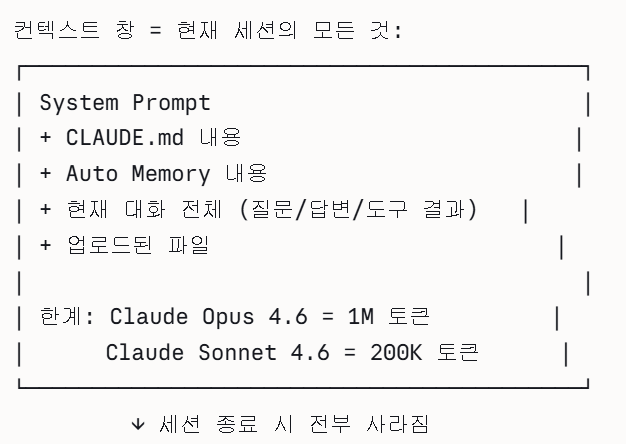 컨텍스트 창 = 현재 세션의 모든 것:
┌─────────────────────────────────────────┐
│ System Prompt                            │
│ + CLAUDE.md 내용                         │
│ + Auto Memory 내용                       │
│ + 현재 대화 전체 (질문/답변/도구 결과)   │
│ + 업로드된 파일                          │
│                                          │
│ 한계: Claude Opus 4.6 = 1M 토큰         │
│      Claude Sonnet 4.6 = 200K 토큰      │
└─────────────────────────────────────────┘
↓ 세션 종료 시 전부 사라짐